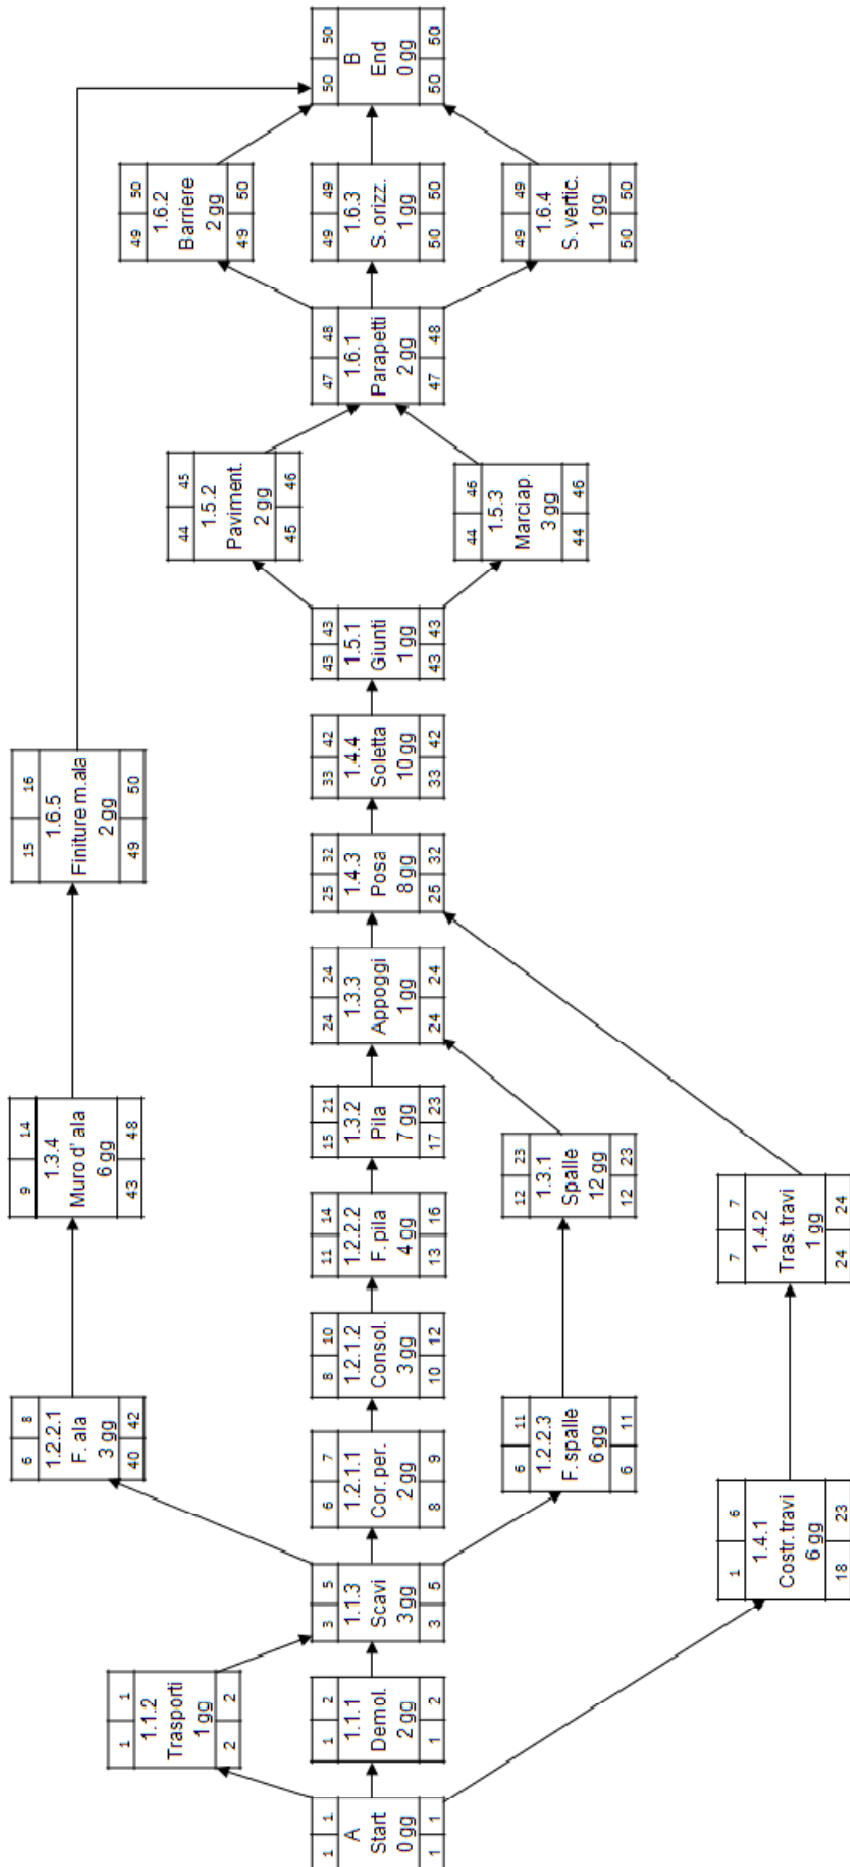 A
Start
0 gg
1 1
1 1
1.1.2
Trasporti
1 gg
1 1
2 2
1.1.1
Demol.
2 gg
1 2
1 2
1.4.1
Costr.travi
6 gg
1 6
18 23
1.1.3
Scavi
3 gg
3 5
3 5
1.2.2.1
F. ala
3 gg
6 8
40 42
1.2.1.1
Cor.per.
2 gg
6 7
8 9
1.2.2.3
F.spalle
6 gg
6 11
6 11
1.2.1.2
Consol.
3 gg
8 10
10 12
1.2.2.2
F. pila
4 gg
11 14
13 16
1.3.4
Muro d' ala
6 gg
9 14
43 48
1.3.2
Pila
7 gg
15 21
17 23
1.3.1
Spalle
12 gg
12 23
12 23
1.4.2
Tras.travi
1 gg
7 7
24 24
1.3.3
Appoggi
1 gg
24 24
24 24
1.6.5
Finiture m.ala
2 gg
15 16
49 50
1.4.3
Posa
8 gg
25 32
25 32
1.4.4
Soletta
10 gg
33 42
33 42
1.5.1
Giunti
1 gg
43 43
43 43
1.5.2
Paviment.
2 gg
44 45
45 46
1.5.3
Marciap.
3 gg
44 46
44 46
1.6.1
Parapetti
2 gg
47 48
47 48
1.6.2
Barriere
2 gg
49 50
49 50
1.6.3
S. orizz.
1 gg
49 49
50 50
1.6.4
S. vertic.
1 gg
49 49
50 50
B
End
0 gg
50 50
50 50